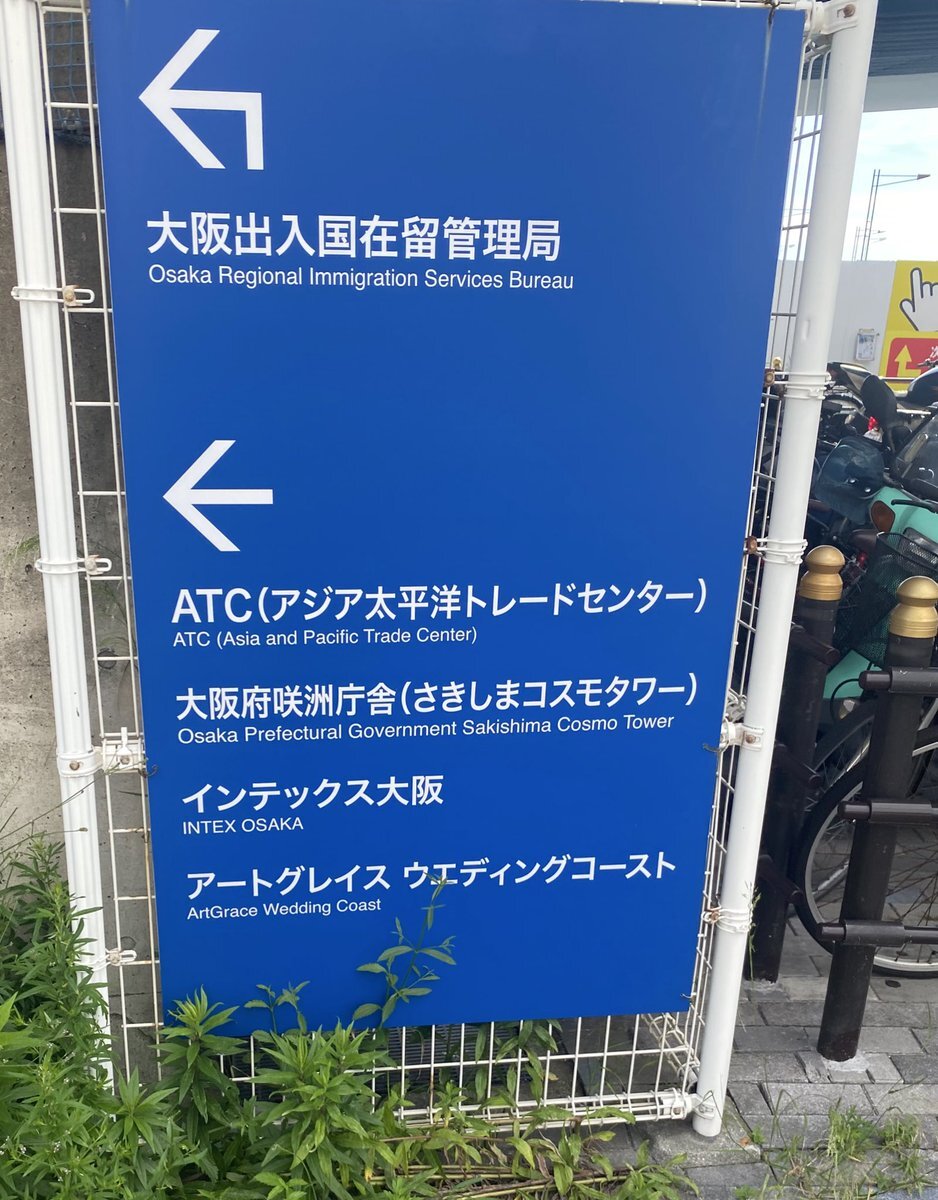 大阪出入国在留管理局
Osaka Regional Immigration Services Bureau
ATC(アジア太平洋トレードセンター)
ATC (Asia and Pacific Trade Center)
大阪府咲洲庁舎(さきしまコスモタワー)
Osaka Prefectural Government Sakishima Cosmo Tower
インテックス大阪
INTEX OSAKA
アートグレイス ウエディングコースト
ArtGrace Wedding Coast